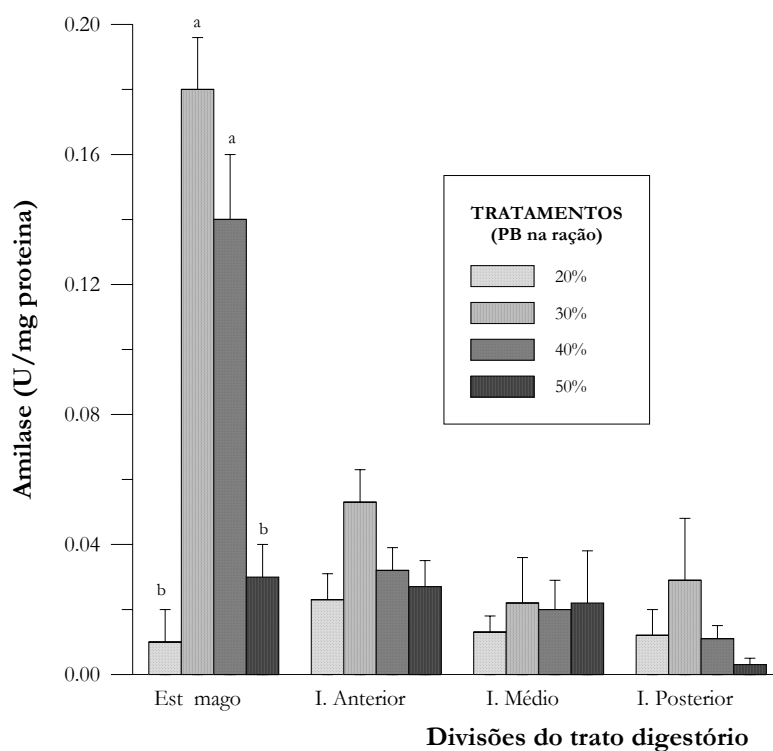 0.20
0.16
0.12
0.08
0.04
0.00
Amilase (U/mg proteina)
a
a
b
b
TRATAMENTOS
(PB na ração)
20%
30%
40%
50%
Est mago
I. Anterior
I. Médio
I. Posterior
Divisões do trato digestório